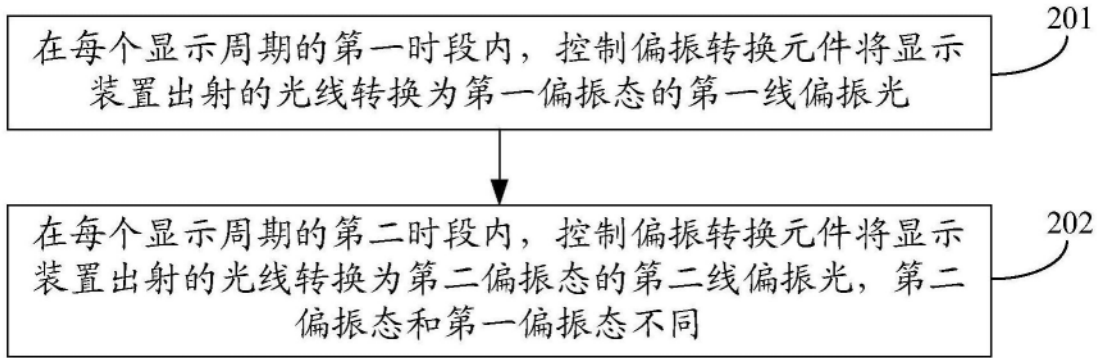 在每个显示周期的第一时段内，控制偏振转换元件将显示
装置出射的光线转换为第一偏振态的第一线偏振光
201
在每个显示周期的第二时段内，控制偏振转换元件将显示
装置出射的光线转换为第二偏振态的第二线偏振光，第二
偏振态和第一偏振态不同
202